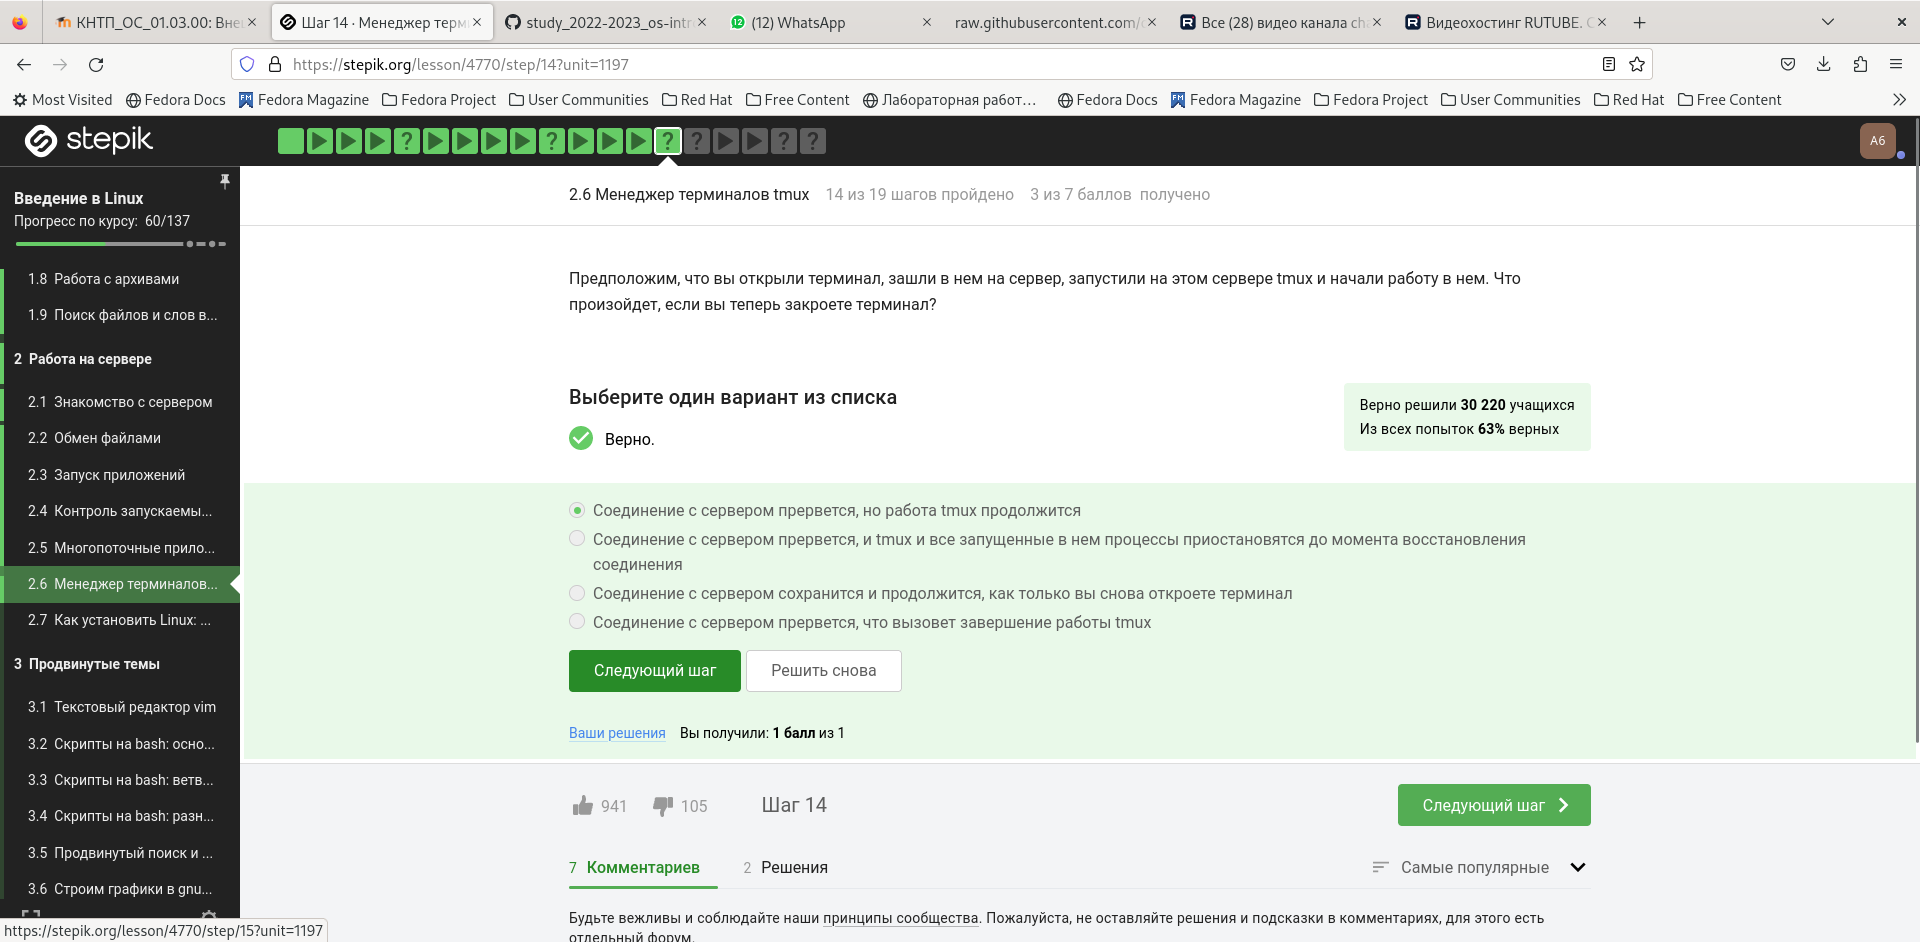 КНТП_ОС_01.03.00: Вне
Шаг 14 · Менеджер терм
study_2022-2023_os-intr
(12) WhatsApp
raw.githubusercontent.com/
Все (28) видео канала
Видеохостинг RUTUBE.
https://stepik.org/lesson/4770/step/14?unit=1197
Most Visited
Fedora Docs
Fedora Magazine
Fedora Project
User Communities
Red Hat
Free Content
Лабораторная работ…
Fedora Docs
Fedora Magazine
Fedora Project
User Communities
Red Hat
Free Content
stepik
A6
Введение в Linux
Прогресс по курсу: 60/137
1.8 Работа с архивами
1.9 Поиск файлов и слов в...
2 Работа на сервере
2.1 Знакомство с сервером
2.2 Обмен файлами
2.3 Запуск приложений
2.4 Контроль запускаемы...
2.5 Многопоточные прило...
2.6 Менеджер терминалов...
2.7 Как установить Linux: ...
3 Продвинутые темы
3.1 Текстовый редактор vim
3.2 Скрипты на bash: осно...
3.3 Скрипты на bash: ветв...
3.4 Скрипты на bash: разн...
3.5 Продвинутый поиск и ...
3.6 Строим графики в gnu...
https://stepik.org/lesson/4770/step/15?unit=1197
2.6 Менеджер терминалов tmux 14 из 19 шагов пройдено 3 из 7 баллов получено
Предположим, что вы открыли терминал, зашли в нем на сервер, запустили на этом сервере tmux и начали работу в нем. Что
произойдет, если вы теперь закроете терминал?
Выберите один вариант из списка
Верно.
Верно решили 30 220 учащихся
Из всех попыток 63% верных
Соединение с сервером прервется, но работа tmux продолжится
Соединение с сервером прервется, и tmux и все запущенные в нем процессы приостановятся до момента восстановления
соединения
Соединение с сервером сохранится и продолжится, как только вы снова откроете терминал
Соединение с сервером прервется, что вызовет завершение работы tmux
Следующий шаг
Решить снова
Ваши решения Вы получили: 1 балл из 1
941
105
Шаг 14
Следующий шаг
7 Комментариев
2 Решения
Самые популярные
Будьте вежливы и соблюдайте наши принципы сообщества. Пожалуйста, не оставляйте решения и подсказки в комментариях, для этого есть
отдельный форум.